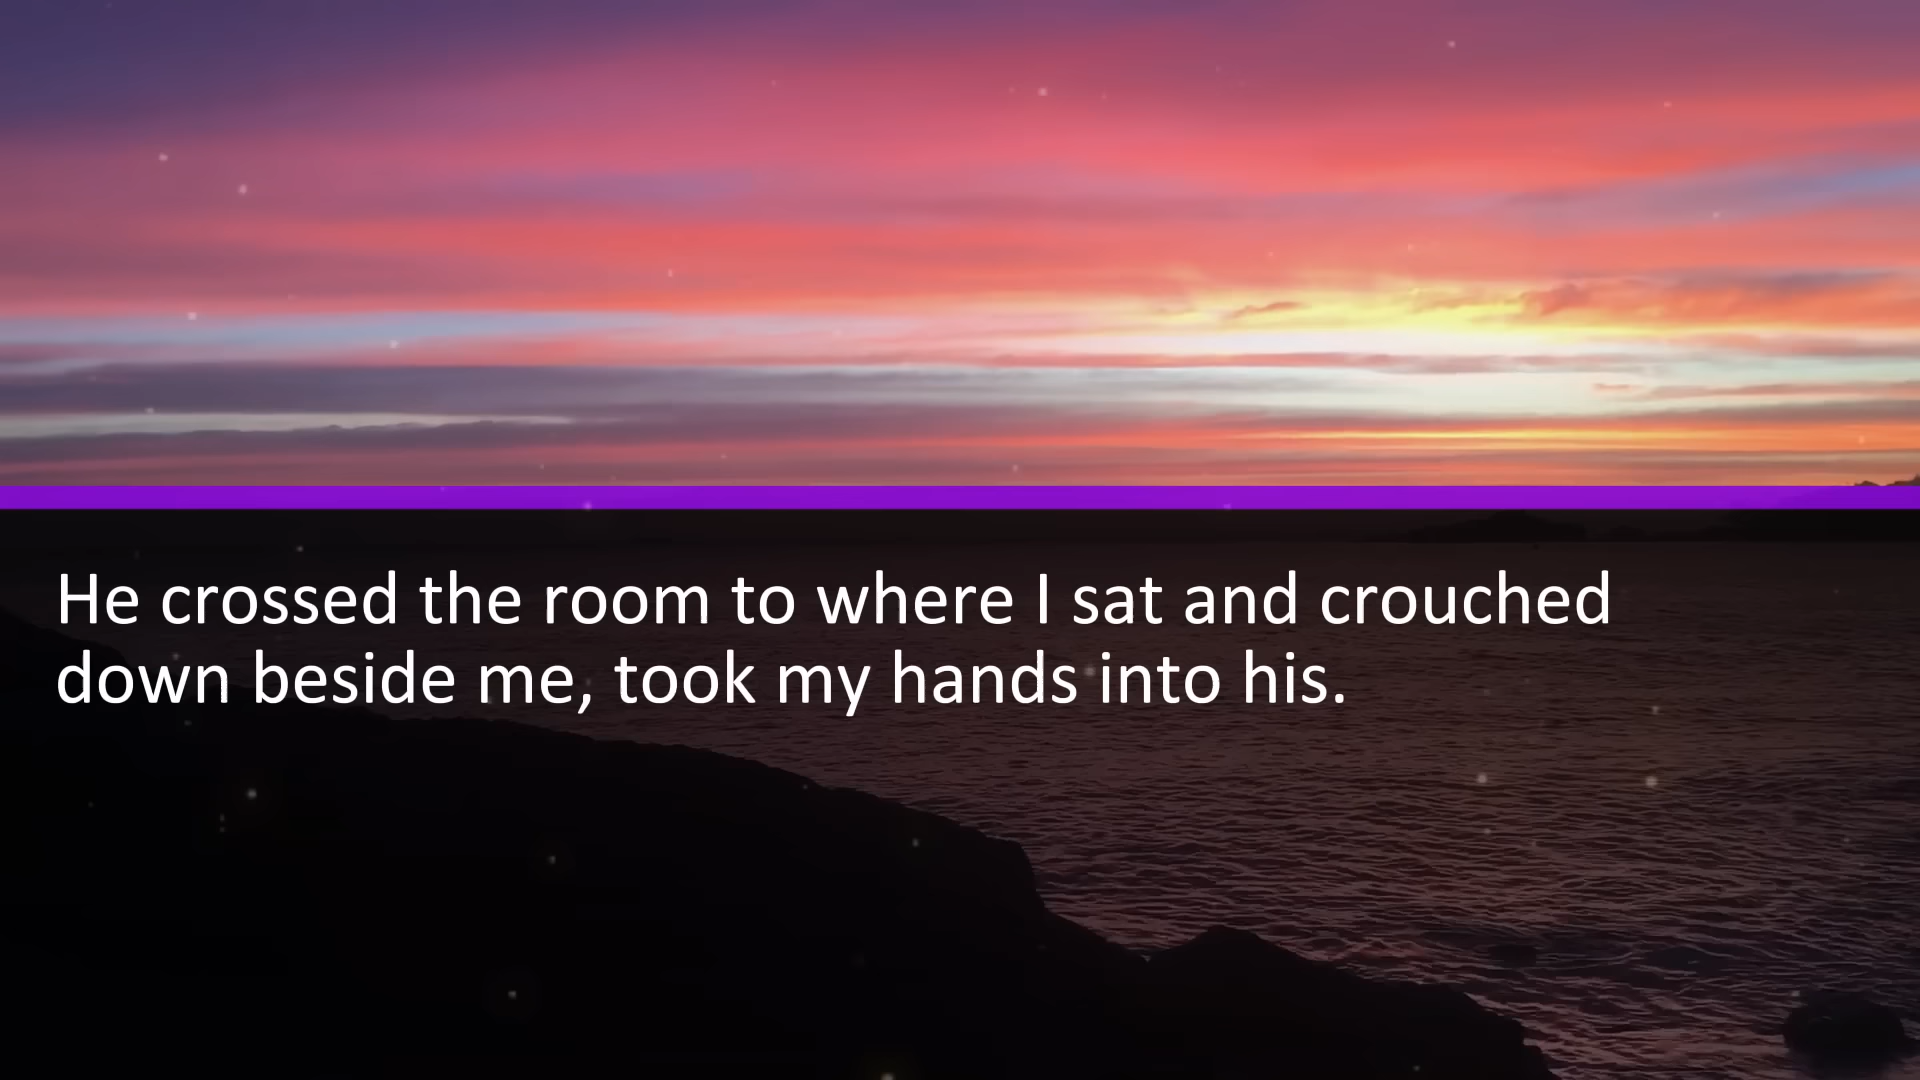 He crossed the room to where I sat and crouched
down beside me, took my hands into his.